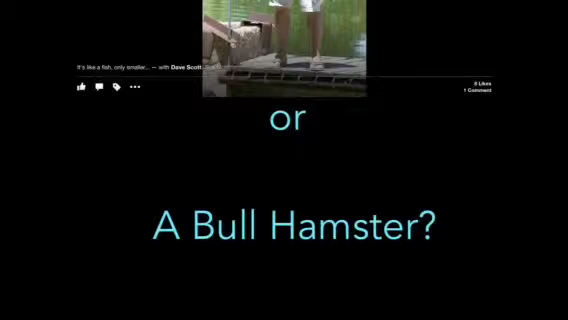 It's like a fish, only smaller... — with Dave Scott.
8 Likes
1 Comment
or
A Bull Hamster?